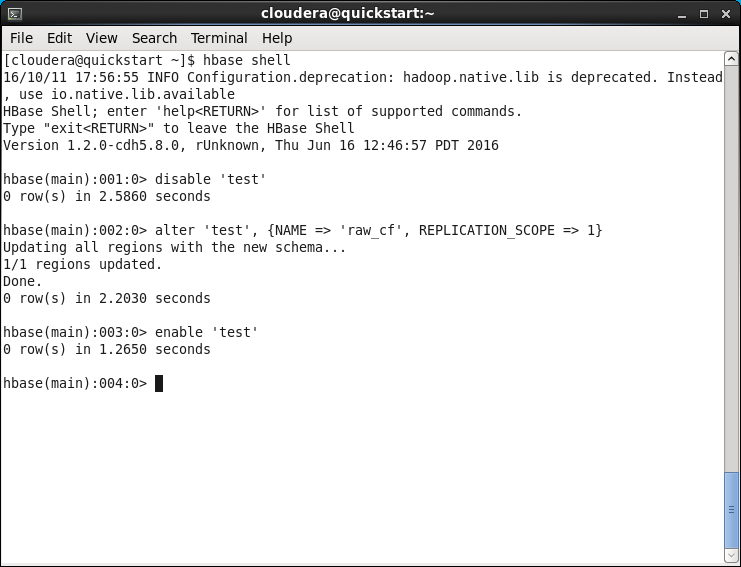 cloudera@quickstart:~
File Edit View Search Terminal Help
[cloudera@quickstart ~]$ hbase shell
16/10/11 17:56:55 INFO Configuration.deprecation: hadoop.native.lib is deprecated. Instead
, use io.native.lib.available
HBase Shell; enter 'help<RETURN>' for list of supported commands.
Type "exit<RETURN>" to leave the HBase Shell
Version 1.2.0-cdh5.8.0, rUnknown, Thu Jun 16 12:46:57 PDT 2016
hbase(main):001:0> disable 'test'
0 row(s) in 2.5860 seconds
hbase(main):002:0> alter 'test', {NAME => 'raw_cf', REPLICATION_SCOPE => 1}
Updating all regions with the new schema...
1/1 regions updated.
Done.
0 row(s) in 2.2030 seconds
hbase(main):003:0> enable 'test'
0 row(s) in 1.2650 seconds
hbase(main):004:0>